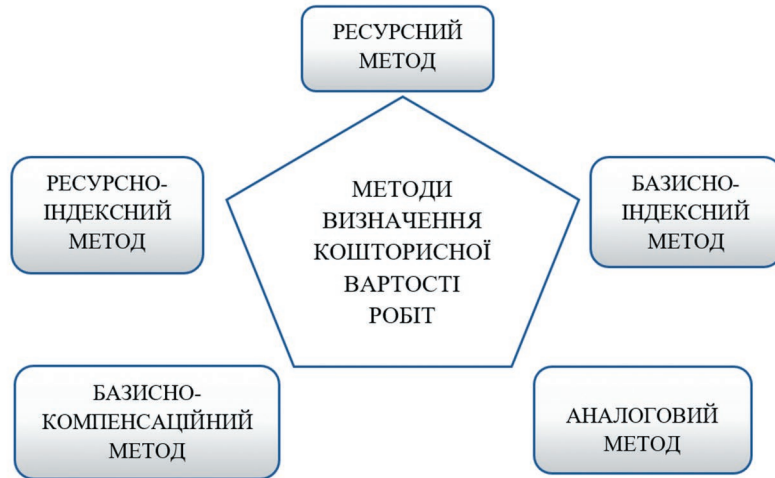 РЕСУРСНИЙ
МЕТОД
РЕСУРСНО-
ІНДЕКСНИЙ
МЕТОД
МЕТОДИ
ВИЗНАЧЕННЯ
КОШТОРИСНОЇ
ВАРТОСТІ
РОБІТ
БАЗИСНО-
ІНДЕКСНИЙ
МЕТОД
БАЗИСНО-
КОМПЕНСАЦІЙНИЙ
МЕТОД
АНАЛОГОВИЙ
МЕТОД